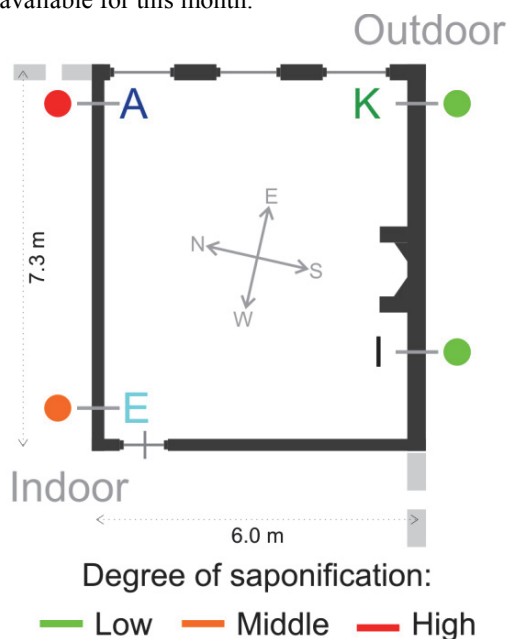 available for this month.
Outdoor
A
K
E
N
S
W
7.3 m
I
E
Indoor
6.0 m
Degree of saponification:
Low Middle High